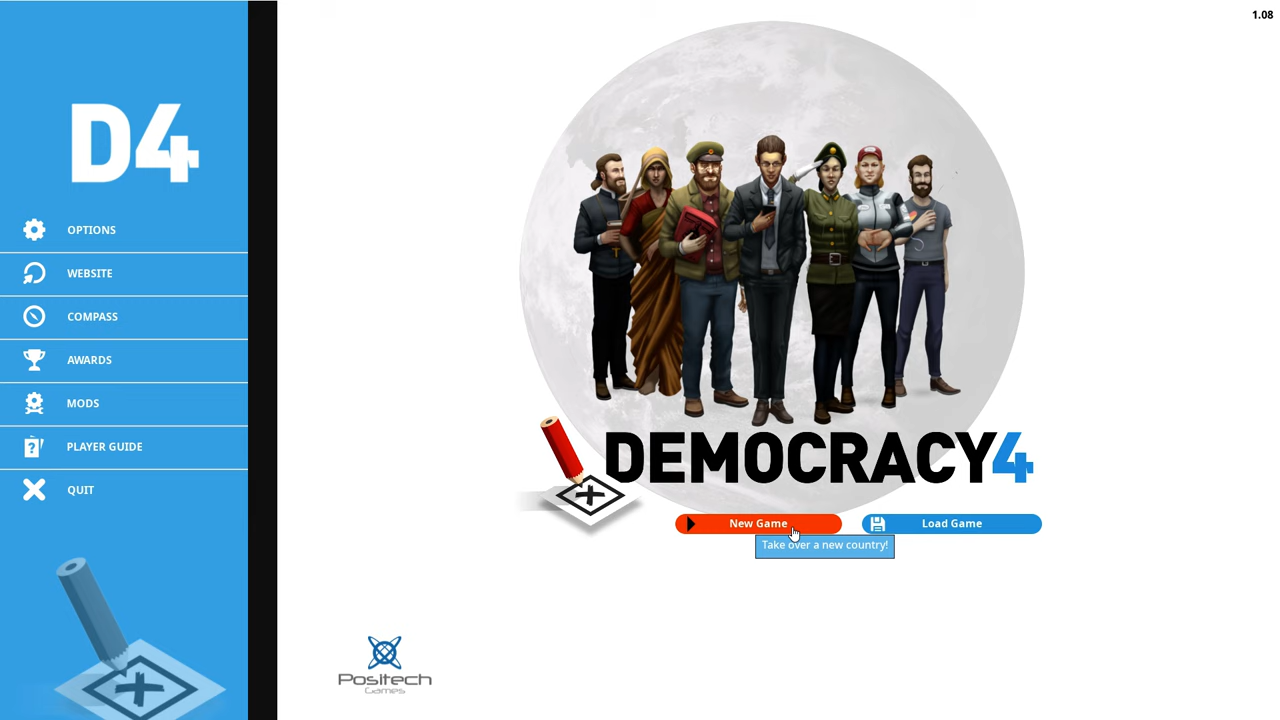 1.08
D4
OPTIONS
WEBSITE
COMPASS
AWARDS
MODS
PLAYER GUIDE
QUIT
DEMOCRACY4
New Game
Load Game
Take over a new country!
Positech
Games